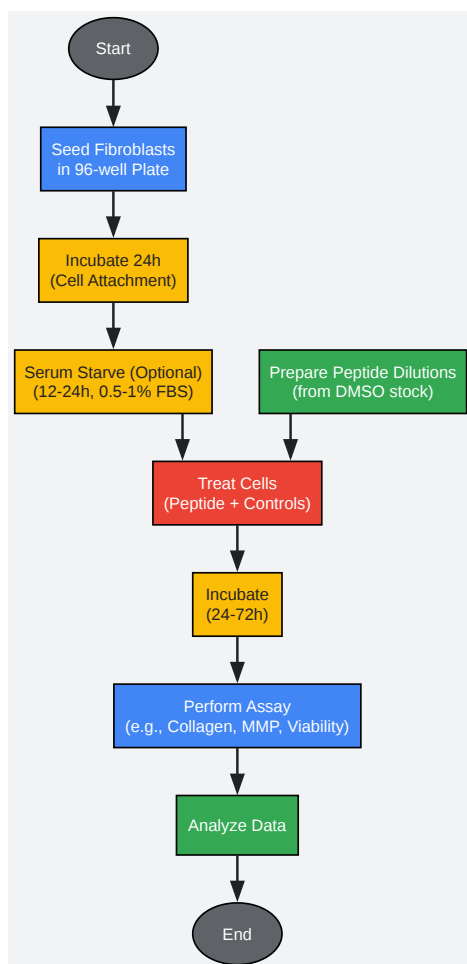 Start
Seed Fibroblasts
in 96-well Plate
Incubate 24h
(Cell Attachment)
Serum Starve (Optional)
(12-24h, 0.5-1% FBS)
Prepare Peptide Dilutions
(from DMSO stock)
Treat Cells
(Peptide + Controls)
Incubate
(24-72h)
Perform Assay
(e.g., Collagen, MMP, Viability)
Analyze Data
End